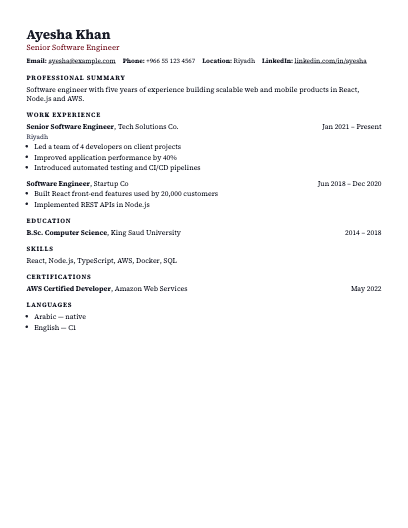 Ayesha Khan
Senior Software Engineer
Email: ayesha@example.com Phone: +966 55 123 4567 Location: Riyadh LinkedIn: linkedin.com/in/ayesha
PROFESSIONAL SUMMARY
Software engineer with five years of experience building scalable web and mobile products in React,
Node.js and AWS.
WORK EXPERIENCE
Senior Software Engineer, Tech Solutions Co. Jan 2021 – Present
Riyadh
• Led a team of 4 developers on client projects
• Improved application performance by 40%
• Introduced automated testing and CI/CD pipelines
Software Engineer, Startup Co Jun 2018 – Dec 2020
• Built React front-end features used by 20,000 customers
• Implemented REST APIs in Node.js
EDUCATION
B.Sc. Computer Science, King Saud University 2014 – 2018
SKILLS
React, Node.js, TypeScript, AWS, Docker, SQL
CERTIFICATIONS
AWS Certified Developer, Amazon Web Services May 2022
LANGUAGES
• Arabic — native
• English — C1